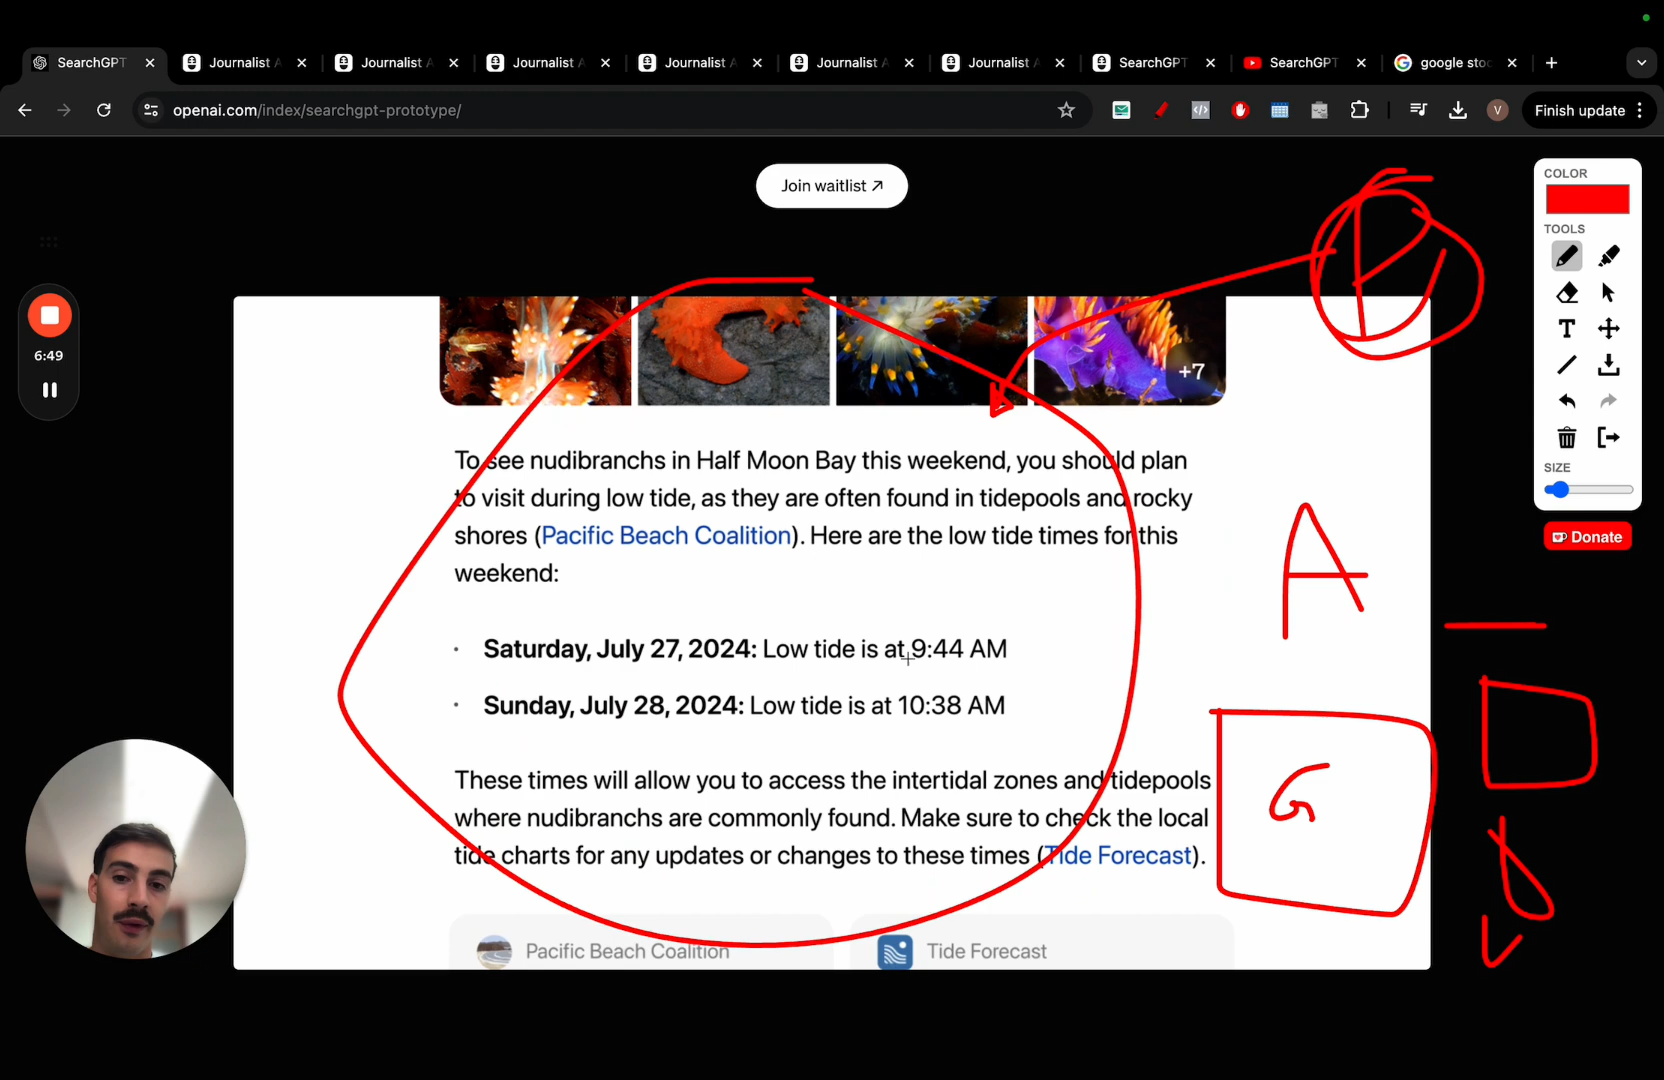 SearchGPT
Journalist A
Journalist A
Journalist A
Journalist A
Journalist A
Journalist A
SearchGPT
SearchGPT
google stoc
openai.com/index/searchgpt-prototype/
V
Finish update
Join waitlist ↗
COLOR
TOOLS
T
SIZE
Donate
6:49
+7
To see nudibranchs in Half Moon Bay this weekend, you should plan
to visit during low tide, as they are often found in tidepools and rocky
shores (Pacific Beach Coalition). Here are the low tide times for this
weekend:
· Saturday, July 27, 2024: Low tide is at 9:44 AM
· Sunday, July 28, 2024: Low tide is at 10:38 AM
These times will allow you to access the intertidal zones and tidepools
where nudibranchs are commonly found. Make sure to check the local
tide charts for any updates or changes to these times (Tide Forecast).
Pacific Beach Coalition
Tide Forecast
A
G